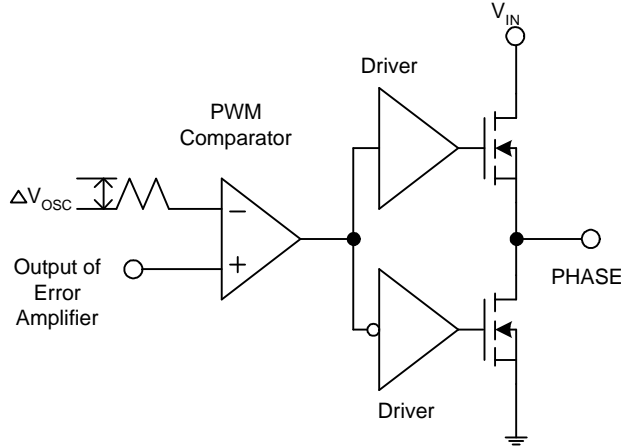 V_IN
Driver
PWM
Comparator
ΔV_OSC
−
+
Output of
Error
Amplifier
PHASE
Driver